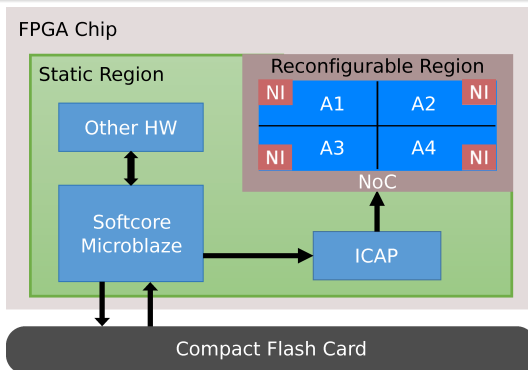 FPGA Chip
Static Region
Reconfigurable Region
NI
A1
A2
NI
NI
A3
A4
NI
NoC
Other HW
Softcore
Microblaze
ICAP
Compact Flash Card